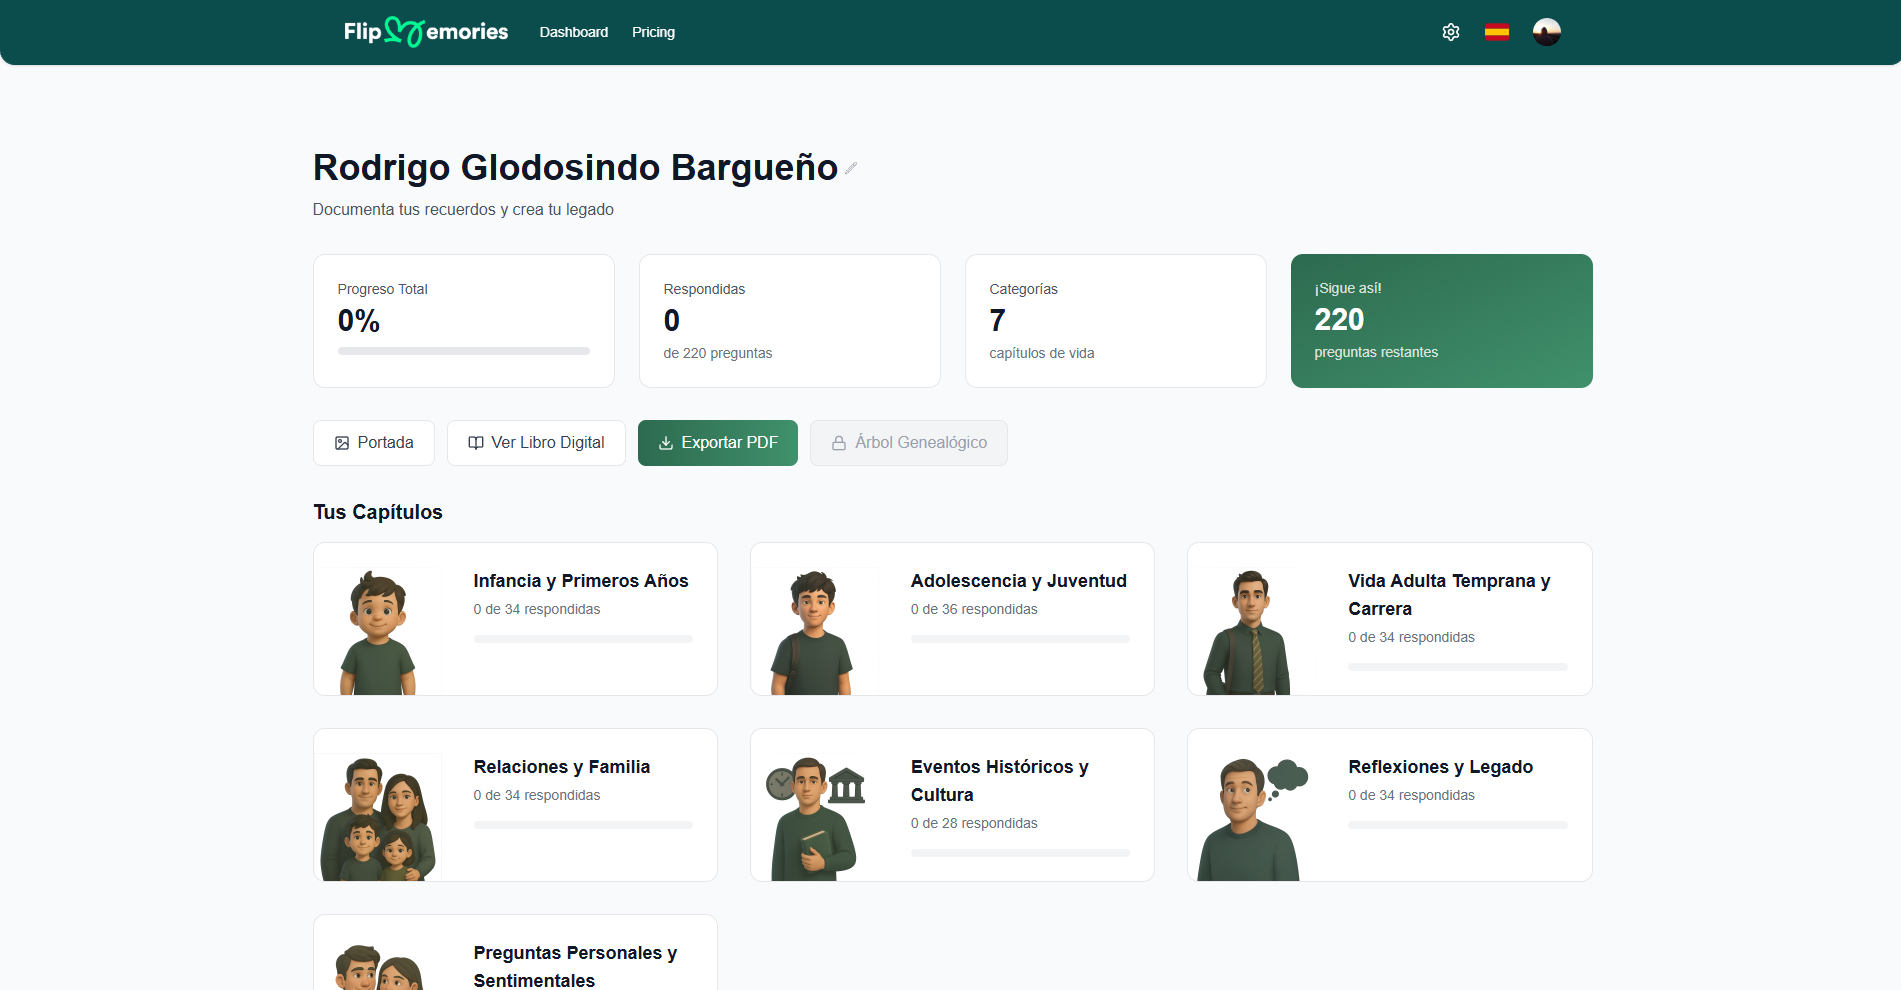 Flip Memories
Dashboard
Pricing
Rodrigo Glodosindo Bargueño
Documenta tus recuerdos y crea tu legado
Progreso Total
0%
Respondidas
0
de 220 preguntas
Categorías
7
capítulos de vida
¡Sigue así!
220
preguntas restantes
Portada
Ver Libro Digital
Exportar PDF
Árbol Genealógico
Tus Capítulos
Infancia y Primeros Años
0 de 34 respondidas
Adolescencia y Juventud
0 de 36 respondidas
Vida Adulta Temprana y
Carrera
0 de 34 respondidas
Relaciones y Familia
0 de 34 respondidas
Eventos Históricos y
Cultura
0 de 28 respondidas
Reflexiones y Legado
0 de 34 respondidas
Preguntas Personales y
Sentimentales